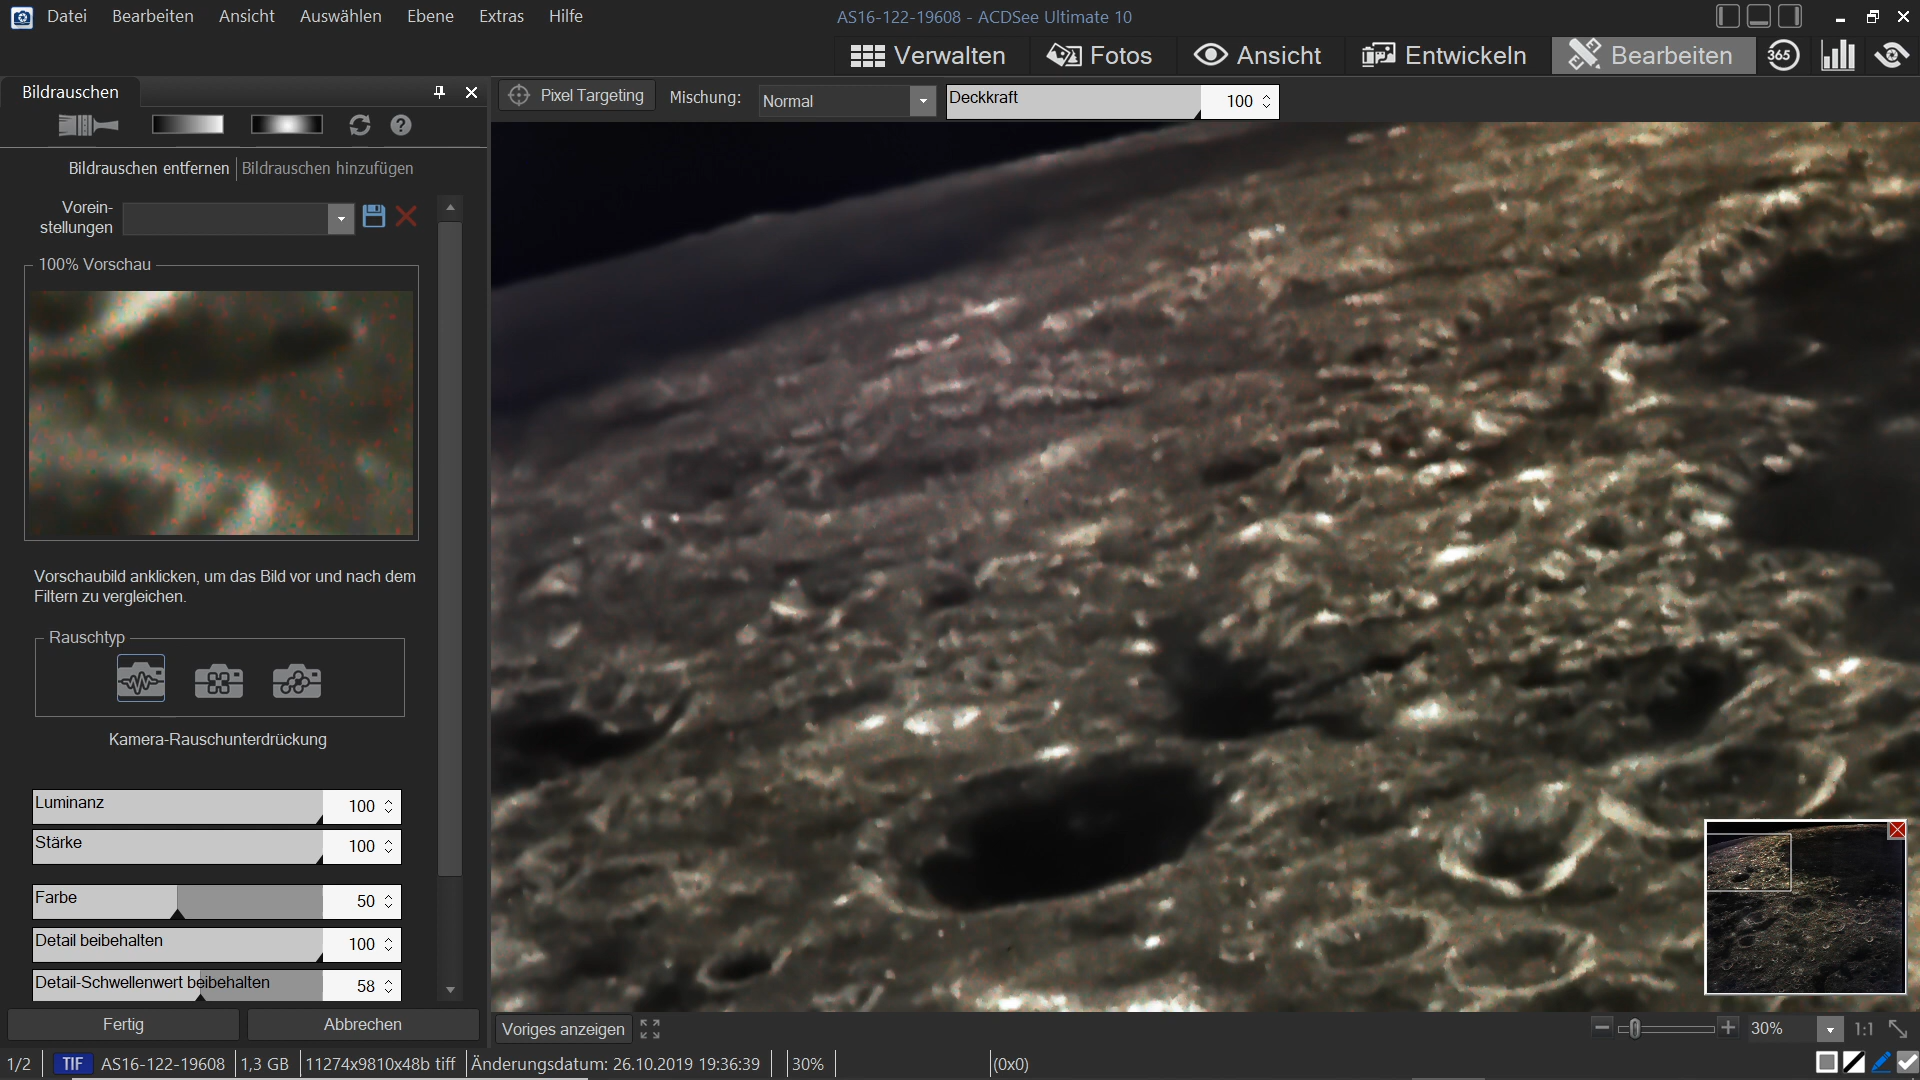 Datei Bearbeiten Ansicht Auswählen Ebene Extras Hilfe
AS16-122-19608 - ACDSee Ultimate 10
Verwalten Fotos Ansicht Entwickeln Bearbeiten 365
Bildrauschen
Pixel Targeting Mischung: Normal Deckkraft 100
Bildrauschen entfernen Bildrauschen hinzufügen
Vorein-
stellungen
100% Vorschau
Vorschaubild anklicken, um das Bild vor und nach dem
Filtern zu vergleichen.
Rauschtyp
Kamera-Rauschunterdrückung
Luminanz 100
Stärke 100
Farbe 50
Detail beibehalten 100
Detail-Schwellenwert beibehalten 58
Fertig Abbrechen
Voriges anzeigen
30% 1:1
1/2 TIF AS16-122-19608 1,3 GB 11274x9810x48b tiff Änderungsdatum: 26.10.2019 19:36:39 30% (0x0)